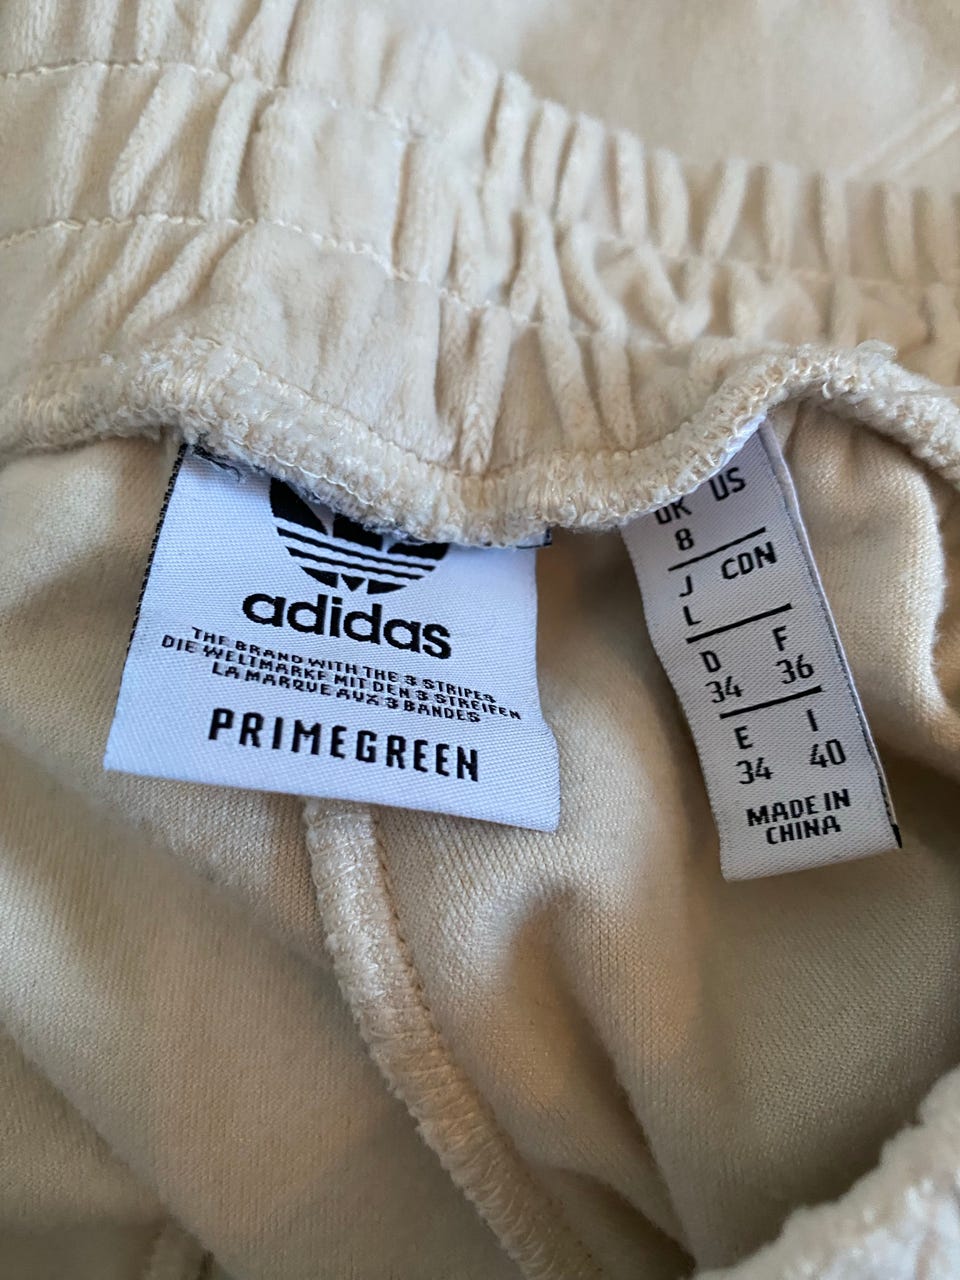 adidas
THE BRAND WITH THE 3 STRIPES
DIE WELTMARKE MIT DEN 3 STREIFEN
LA MARQUE AUX 3 BANDES
PRIMEGREEN
UK US
8
J CDN
L
D F
34 36
E I
34 40
MADE IN
CHINA